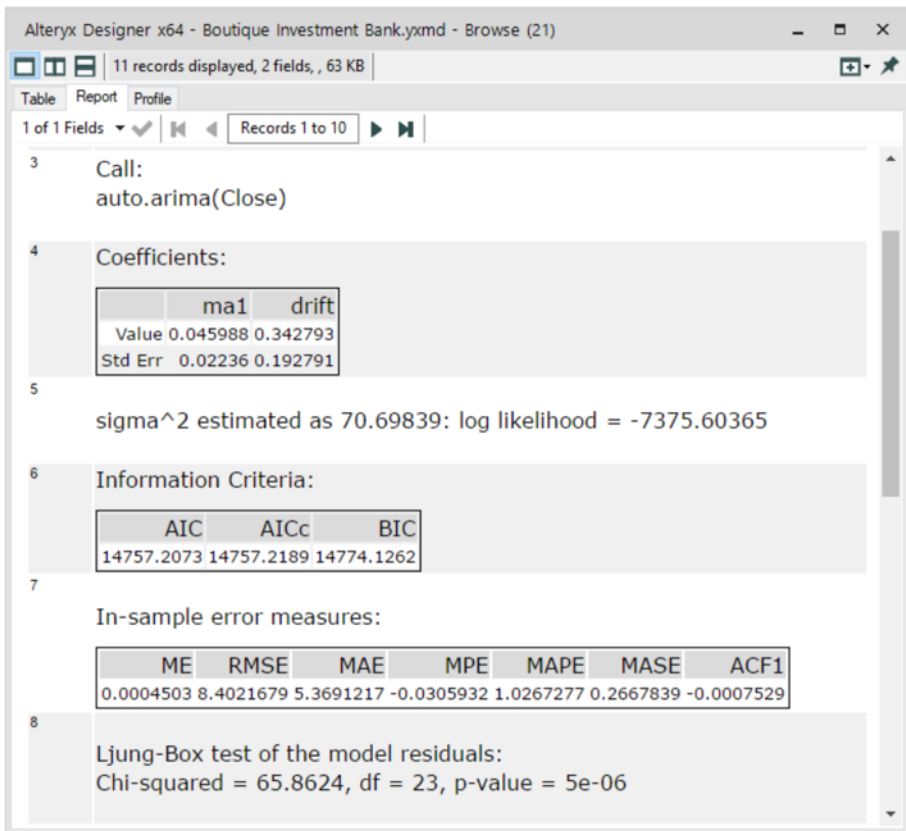 Alteryx Designer x64 - Boutique Investment Bank.yxmd - Browse (21)
11 records displayed, 2 fields, , 63 KB
Table Report Profile
1 of 1 Fields Records 1 to 10
3
Call:
auto.arima(Close)
4
Coefficients:
ma1 drift
Value 0.045988 0.342793
Std Err 0.02236 0.192791
5
sigma^2 estimated as 70.69839: log likelihood = -7375.60365
6
Information Criteria:
AIC AICc BIC
14757.2073 14757.2189 14774.1262
7
In-sample error measures:
ME RMSE MAE MPE MAPE MASE ACF1
0.0004503 8.4021679 5.3691217 -0.0305932 1.0267277 0.2667839 -0.0007529
8
Ljung-Box test of the model residuals:
Chi-squared = 65.8624, df = 23, p-value = 5e-06